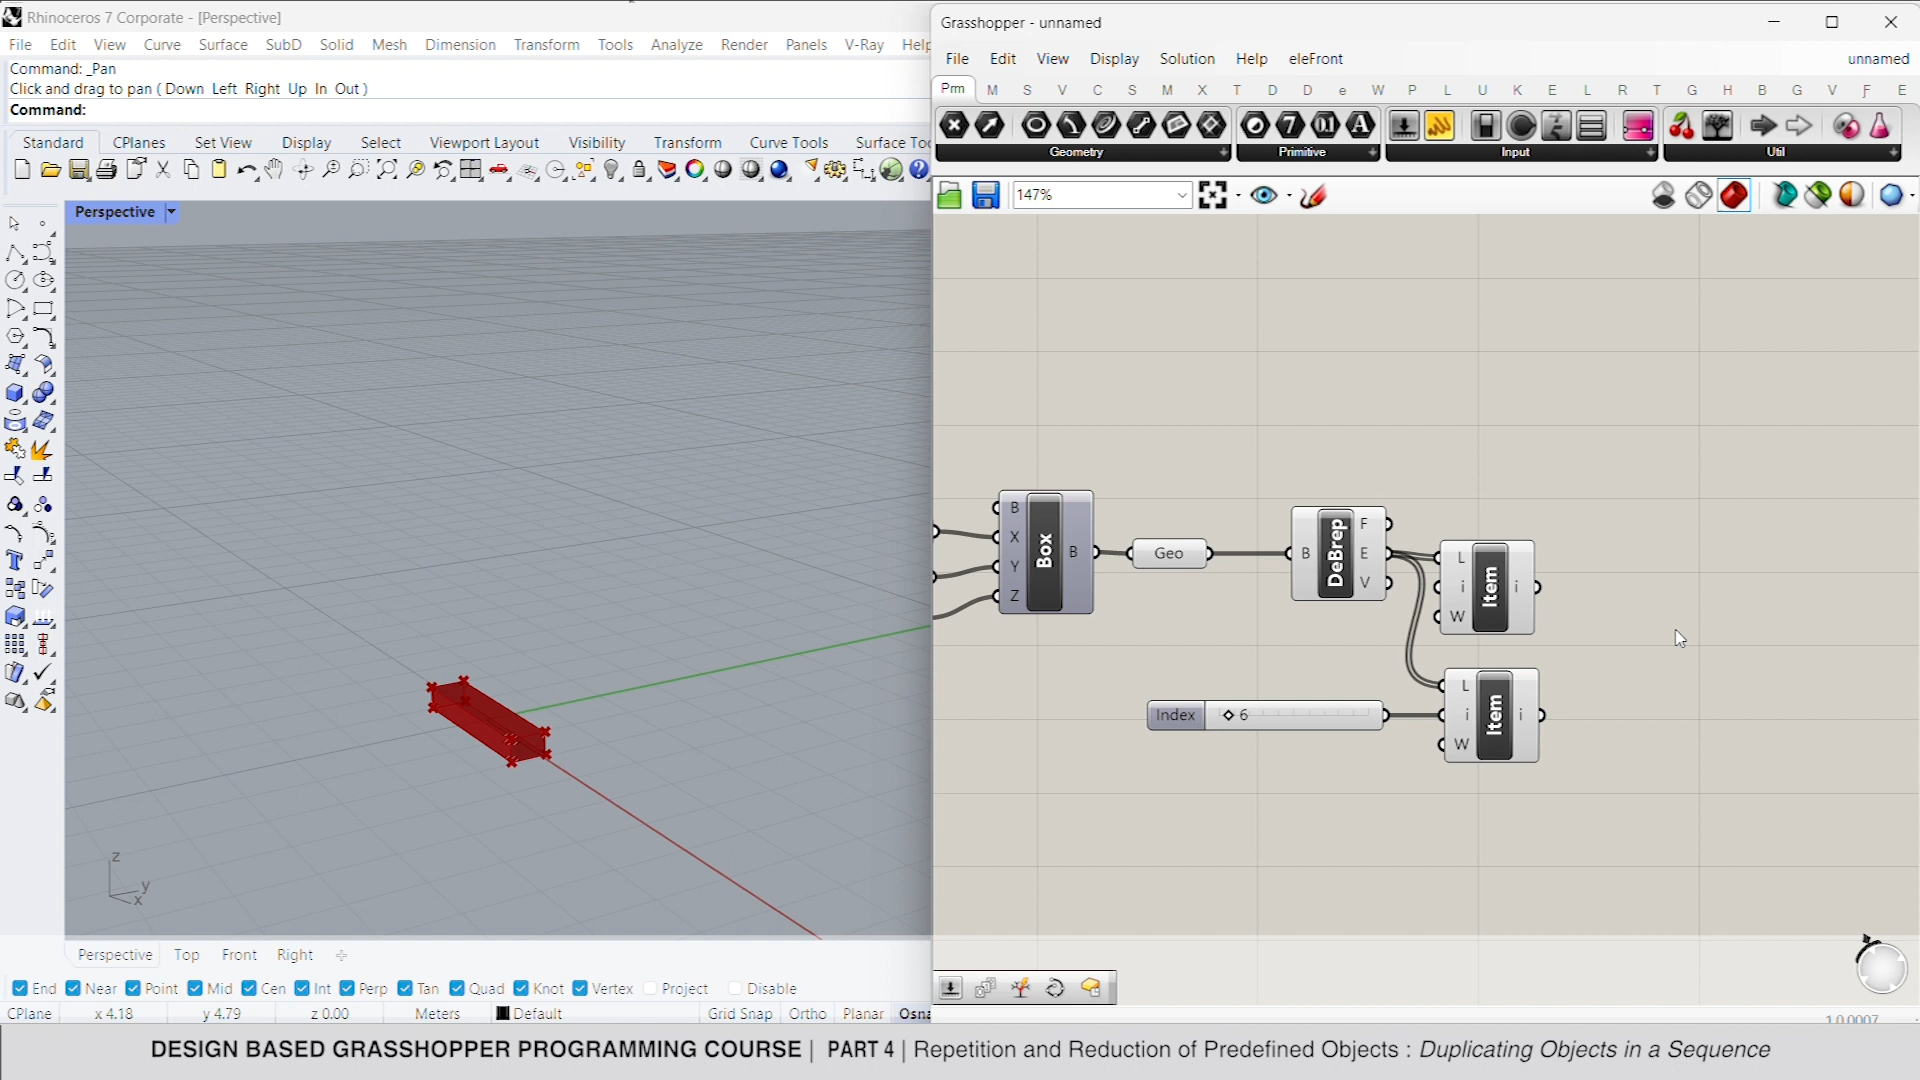 Rhinoceros 7 Corporate - [Perspective]
File Edit View Curve Surface SubD Solid Mesh Dimension Transform Tools Analyze Render Panels V-Ray Help
Command: _Pan
Click and drag to pan ( Down Left Right Up In Out )
Command:
Standard CPlanes Set View Display Select Viewport Layout Visibility Transform Curve Tools Surface Too
Perspective
z
y
x
Perspective Top Front Right
End Near Point Mid Cen Int Perp Tan Quad Knot Vertex Project Disable
CPlane x 4.18 y 4.79 z 0.00 Meters Default Grid Snap Ortho Planar Osna
Grasshopper - unnamed
File Edit View Display Solution Help eleFront unnamed
Prm M S V C S M X T D D e W P L U K E L R T G H B G V F E
Geometry Primitive Input Util
147%
B
X
Y
Z
Box
B
Geo
B
DeBrep
F
E
V
L
i
W
Item
i
Index 6
L
i
W
Item
i
1.0.0007
DESIGN BASED GRASSHOPPER PROGRAMMING COURSE | PART 4 | Repetition and Reduction of Predefined Objects : Duplicating Objects in a Sequence